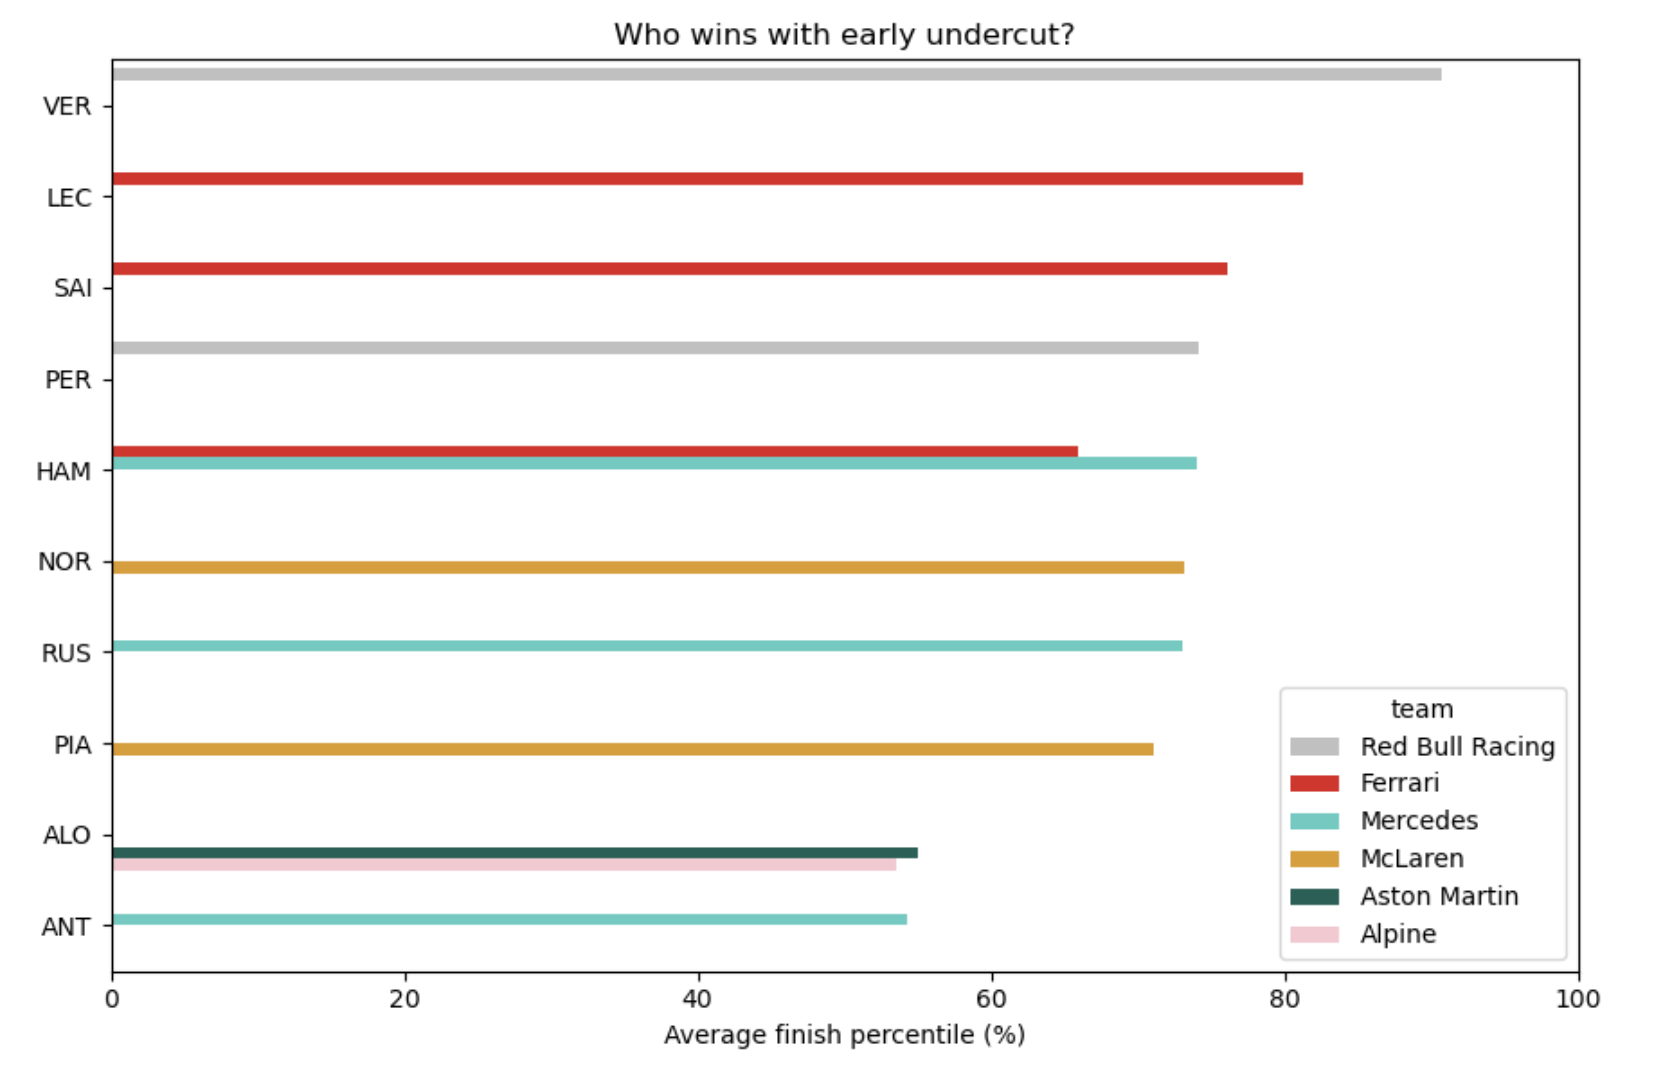 Who wins with early undercut?
VER
LEC
SAI
PER
HAM
NOR
RUS
PIA
ALO
ANT
team
Red Bull Racing
Ferrari
Mercedes
McLaren
Aston Martin
Alpine
0 20 40 60 80 100
Average finish percentile (%)